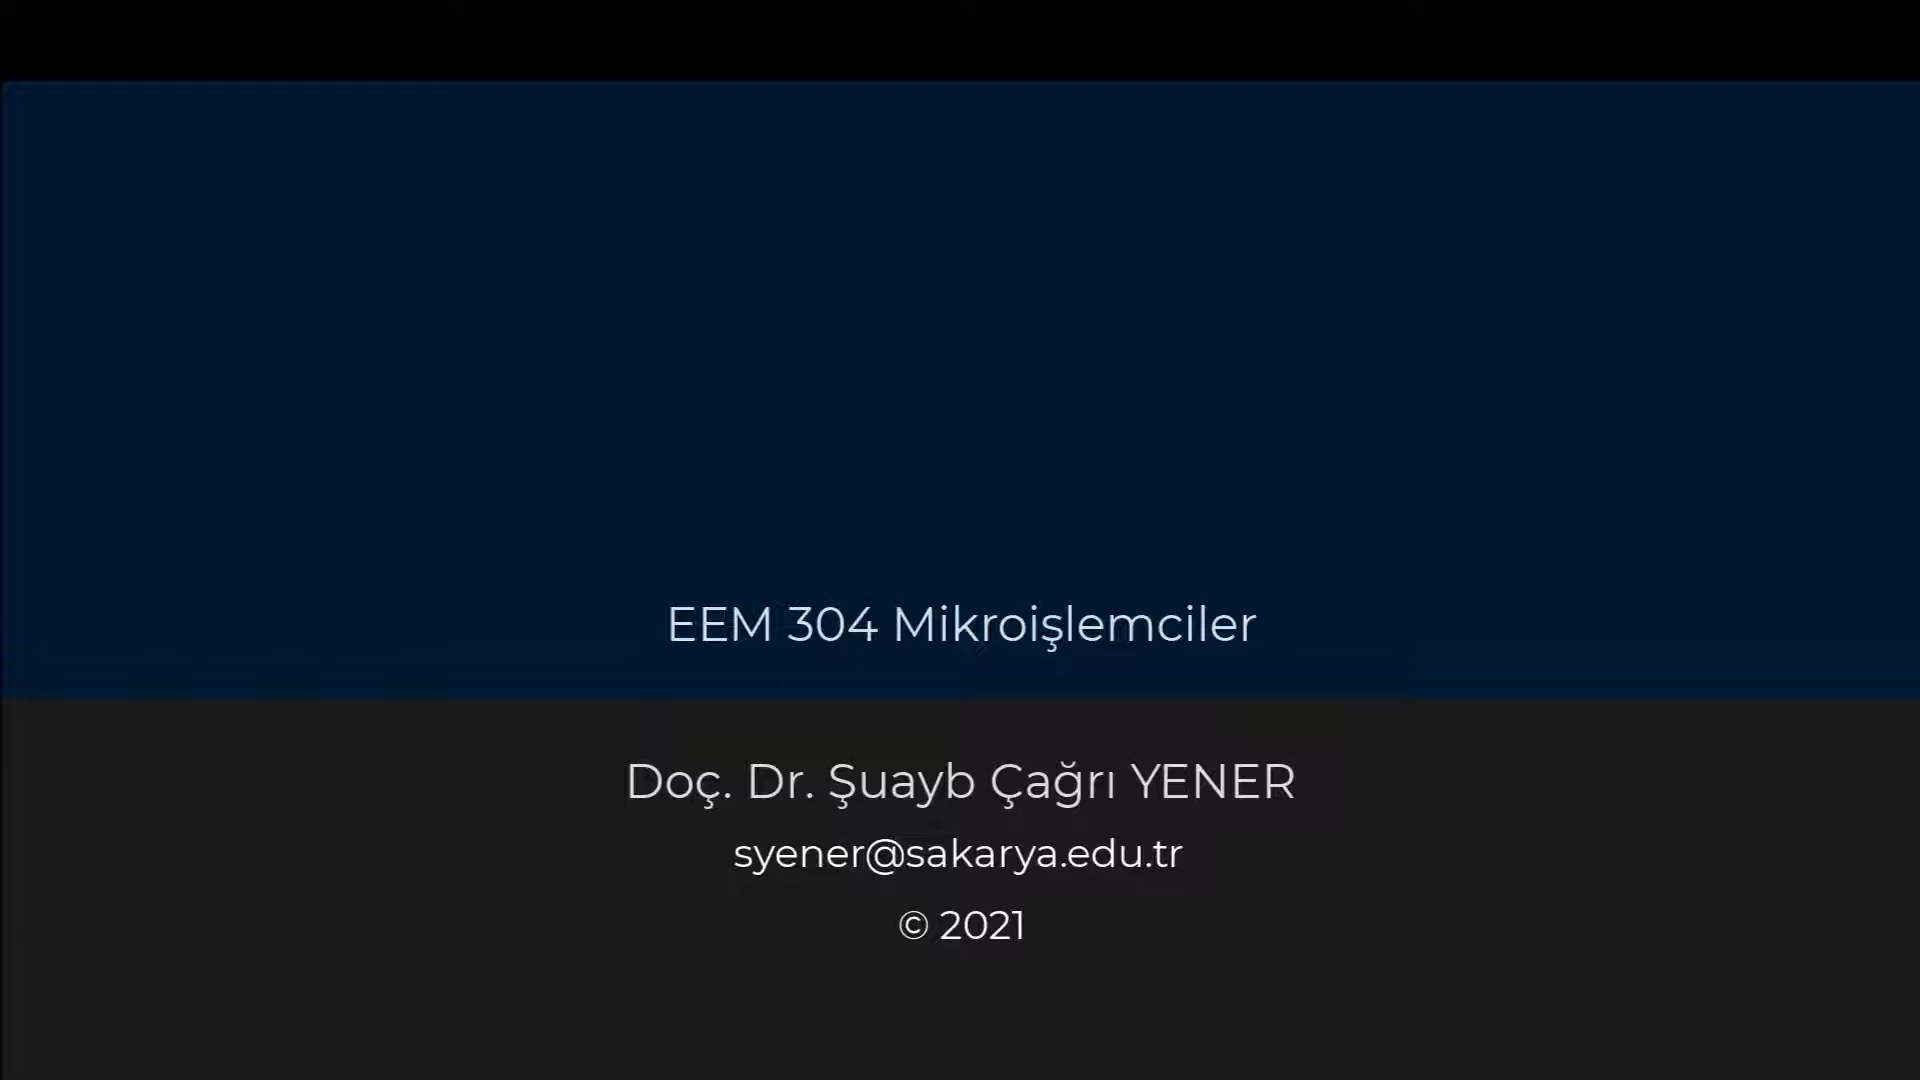 EEM 304 Mikroişlemciler
Doç. Dr. Şuayb Çağrı YENER
syener@sakarya.edu.tr
© 2021